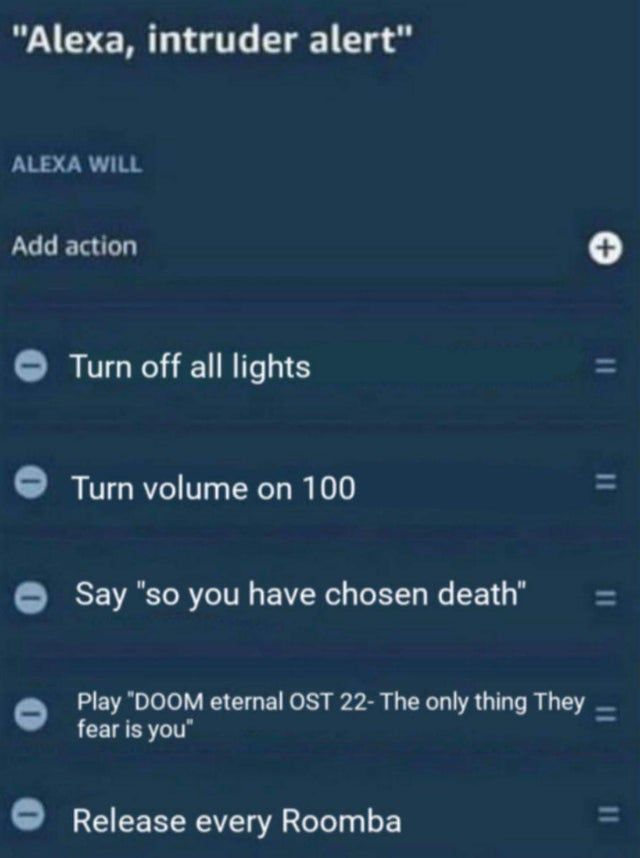 "Alexa, intruder alert"
ALEXA WILL
Add action
Turn off all lights
Turn volume on 100
Say "so you have chosen death"
Play "DOOM eternal OST 22- The only thing They
fear is you"
Release every Roomba